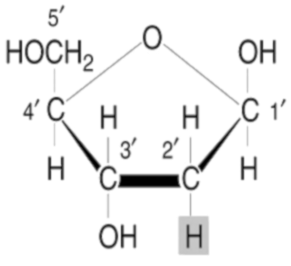 5′
HOCH2 O OH
4′ C H H C 1′
H 3′ 2′ H
C C
OH H